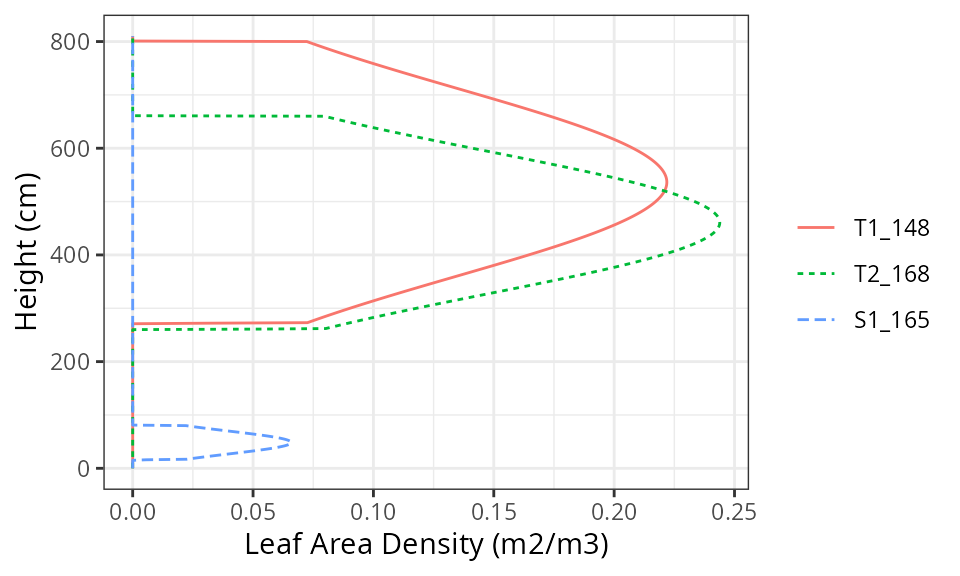 800
600
400
200
0
Height (cm)
0.00 0.05 0.10 0.15 0.20 0.25
Leaf Area Density (m2/m3)
T1_148
T2_168
S1_165